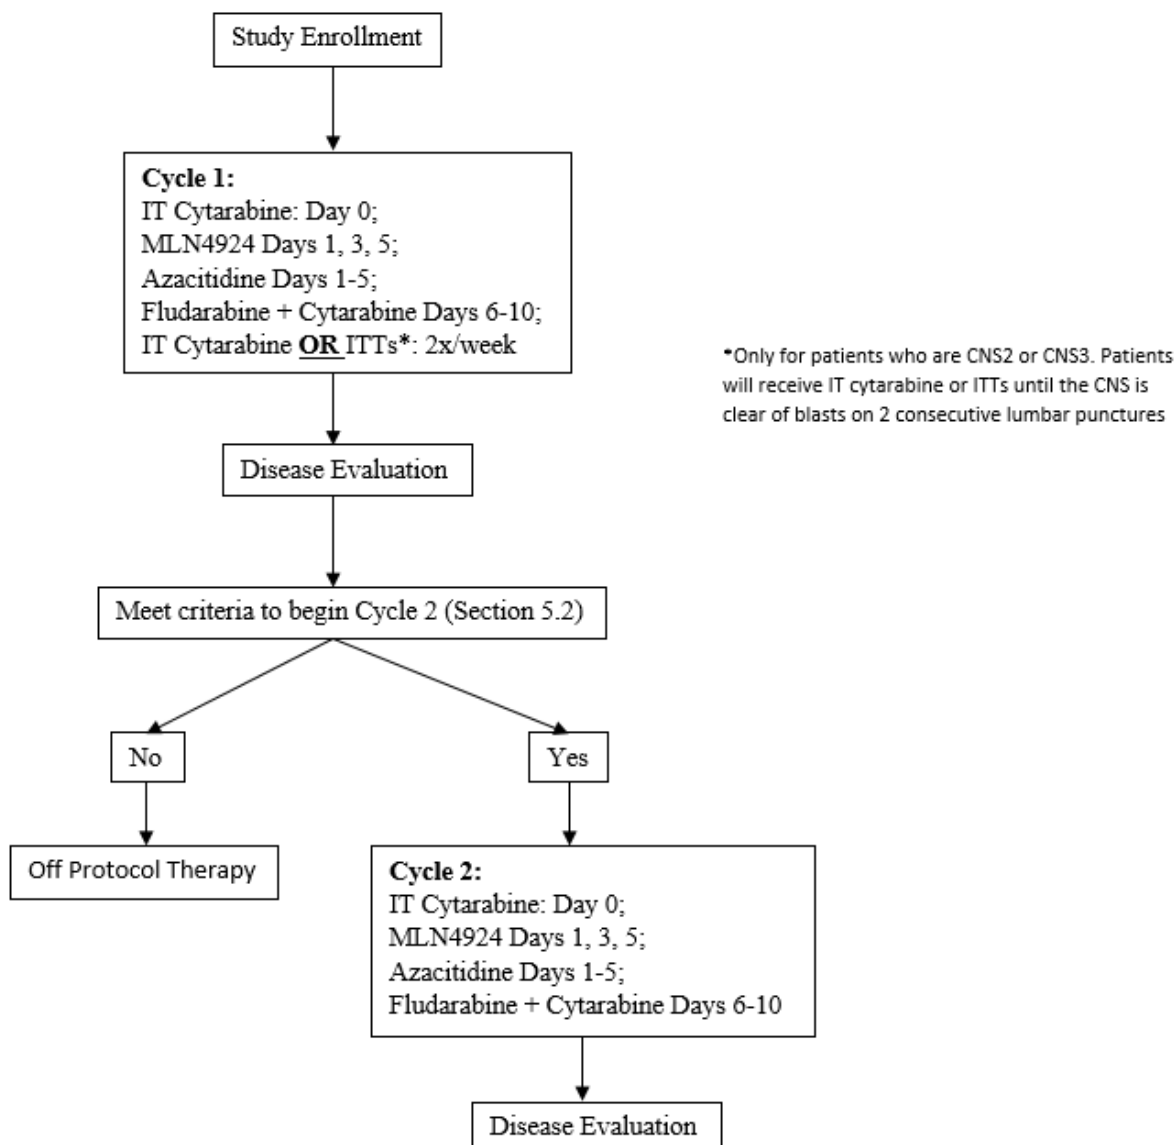 Study Enrollment
Cycle 1:
IT Cytarabine: Day 0;
MLN4924 Days 1, 3, 5;
Azacitidine Days 1-5;
Fludarabine + Cytarabine Days 6-10;
IT Cytarabine OR ITTs*: 2x/week
*Only for patients who are CNS2 or CNS3. Patients
will receive IT cytarabine or ITTs until the CNS is
clear of blasts on 2 consecutive lumbar punctures
Disease Evaluation
Meet criteria to begin Cycle 2 (Section 5.2)
No
Yes
Off Protocol Therapy
Cycle 2:
IT Cytarabine: Day 0;
MLN4924 Days 1, 3, 5;
Azacitidine Days 1-5;
Fludarabine + Cytarabine Days 6-10
Disease Evaluation